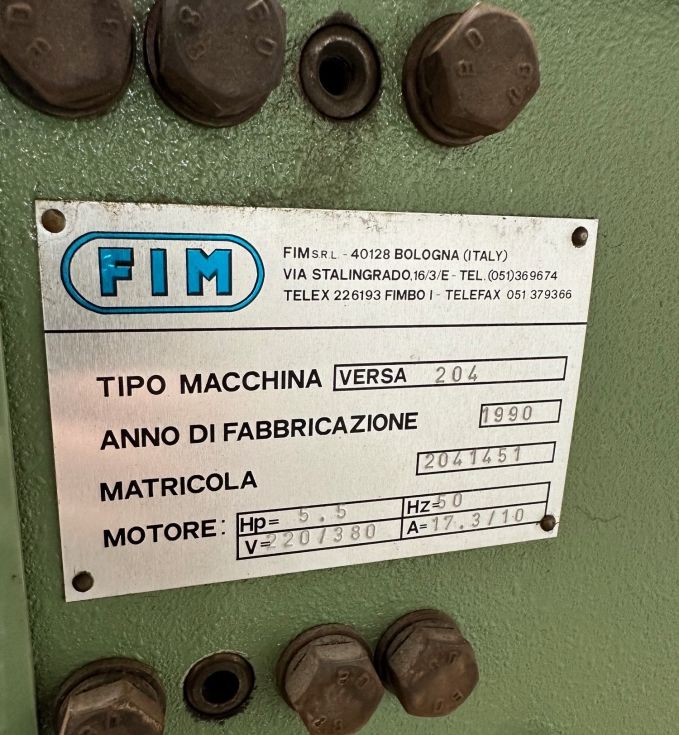 FIM
FIM S.R.L. - 40128 BOLOGNA (ITALY)
VIA STALINGRADO, 16/3/E - TEL. (051) 369674
TELEX 226193 FIMBO I - TELEFAX 051 379366
TIPO MACCHINA VERSA 204
ANNO DI FABBRICAZIONE 1990
MATRICOLA 2041451
MOTORE: Hp= 5.5 Hz=50
V=220/380 A=17.3/10